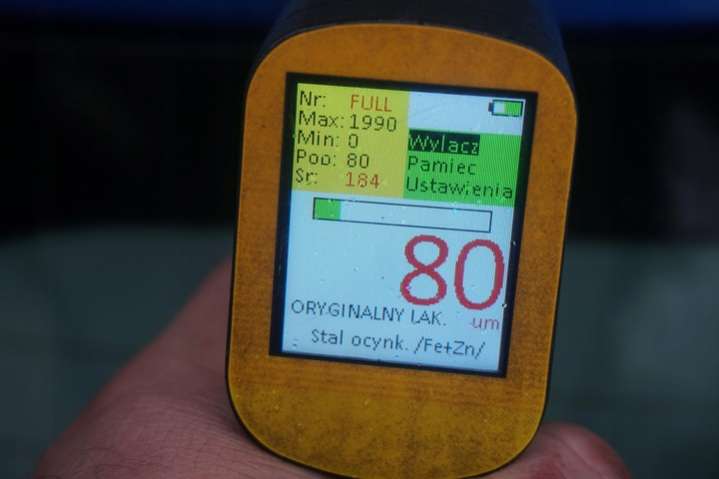 Nr: FULL
Max: 1990
Min: 0
Poo: 80
Sr: 184
Wylacz
Pamiec
Ustawienia
80
um
ORYGINALNY LAK.
Stal ocynk. /Fe+Zn/